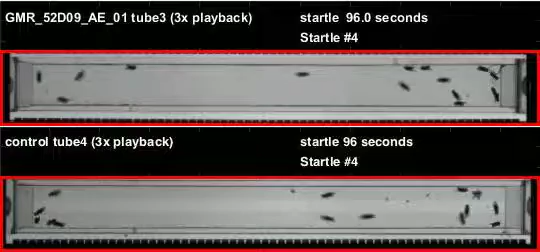 GMR_52D09_AE_01 tube3 (3x playback)
startle 96.0 seconds
Startle #4
control tube4 (3x playback)
startle 96 seconds
Startle #4